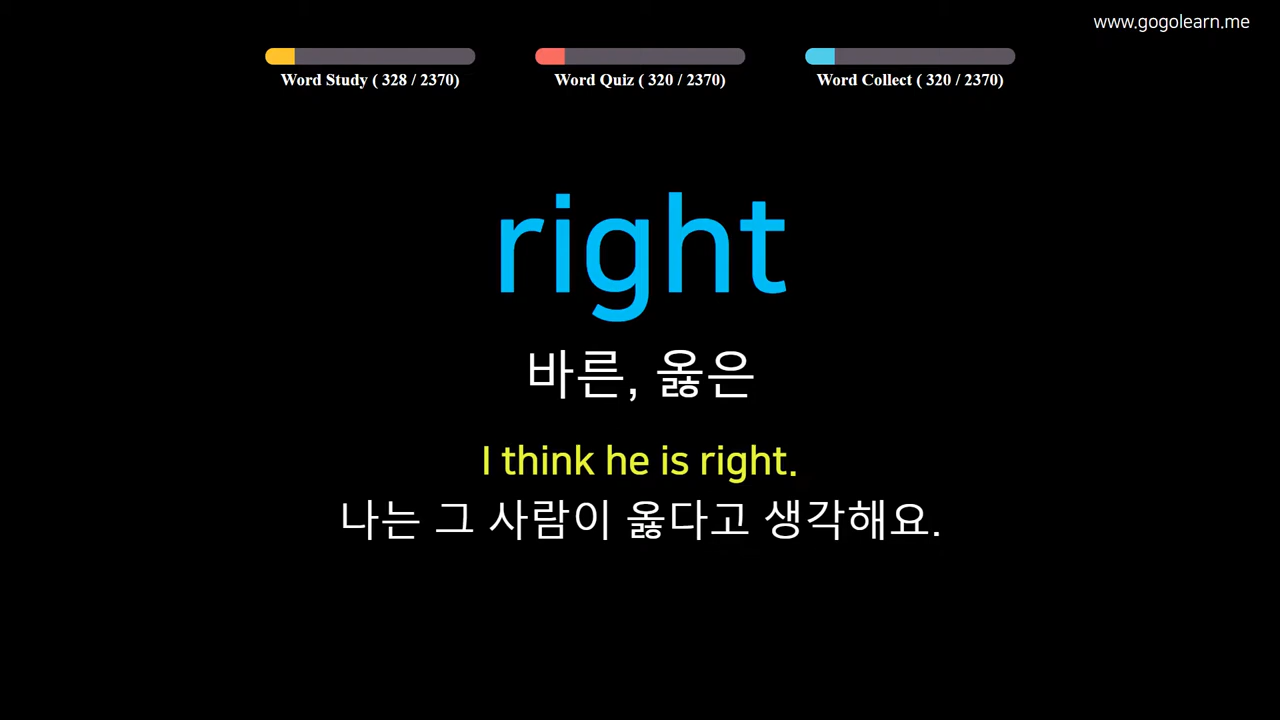 www.gogolearn.me
Word Study ( 328 / 2370)
Word Quiz ( 320 / 2370)
Word Collect ( 320 / 2370)
right
바른, 옳은
I think he is right.
나는 그 사람이 옳다고 생각해요.